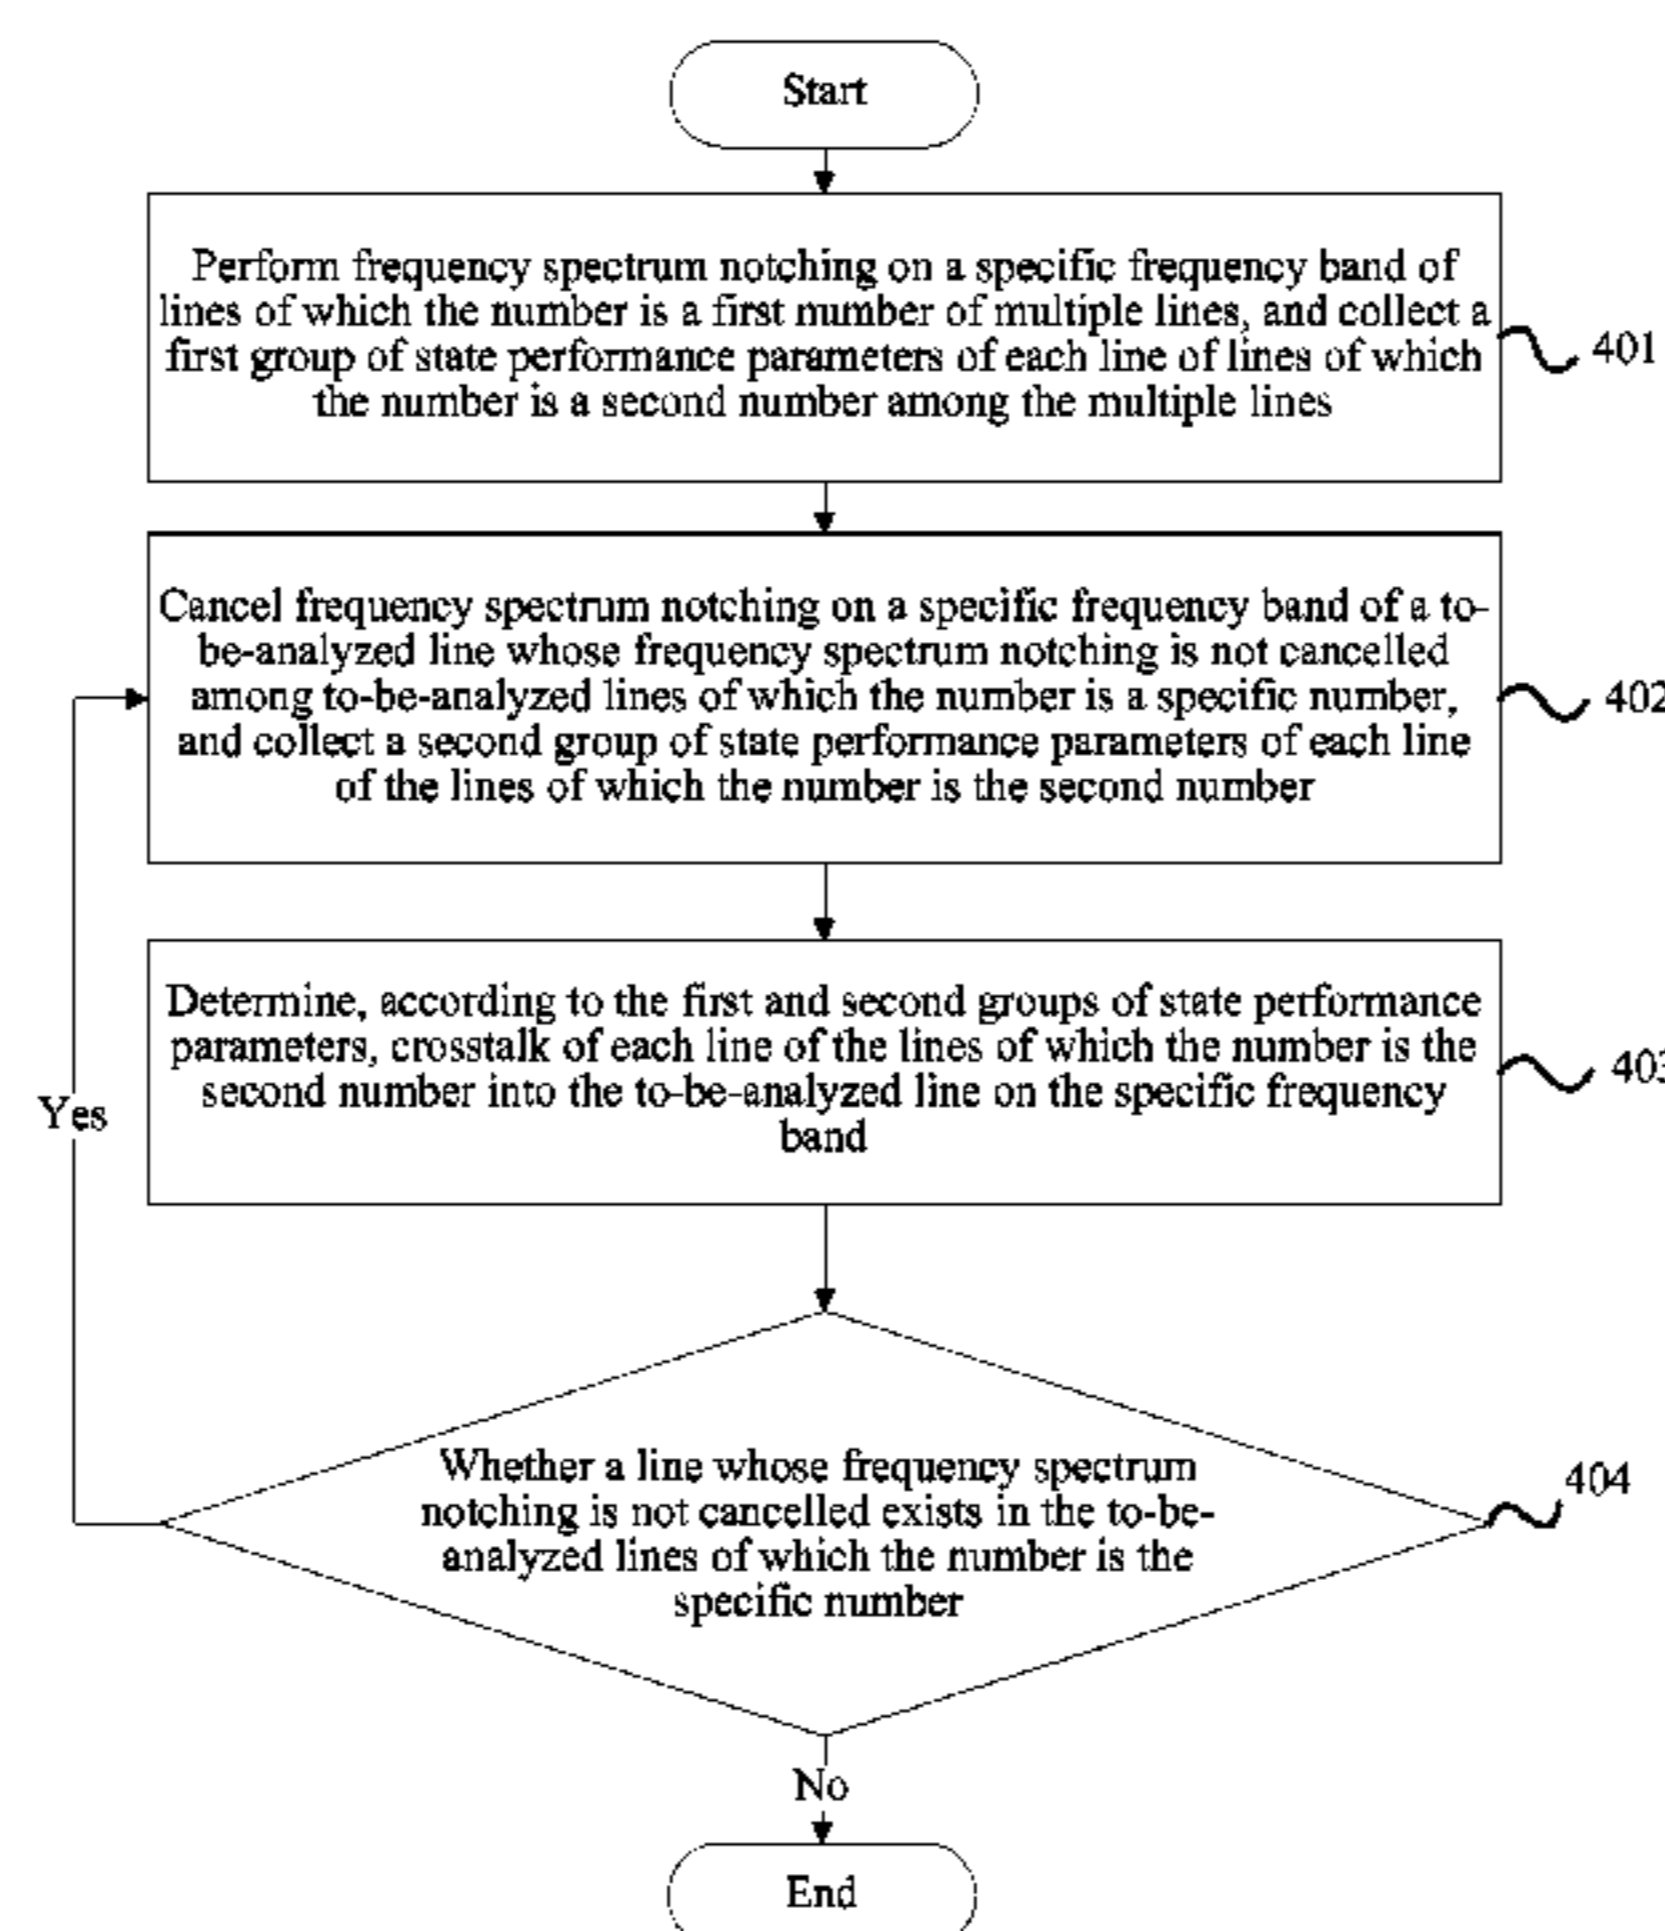 Start
Perform frequency spectrum notching on a specific frequency band of
lines of which the number is a first number of multiple lines, and collect a
first group of state performance parameters of each line of lines of which
the number is a second number among the multiple lines
401
Cancel frequency spectrum notching on a specific frequency band of a to-
be-analyzed line whose frequency spectrum notching is not cancelled
among to-be-analyzed lines of which the number is a specific number,
and collect a second group of state performance parameters of each line
of the lines of which the number is the second number
402
Determine, according to the first and second groups of state performance
parameters, crosstalk of each line of the lines of which the number is the
second number into the to-be-analyzed line on the specific frequency
band
403
Yes
Whether a line whose frequency spectrum
notching is not cancelled exists in the to-be-
analyzed lines of which the number is the
specific number
404
No
End